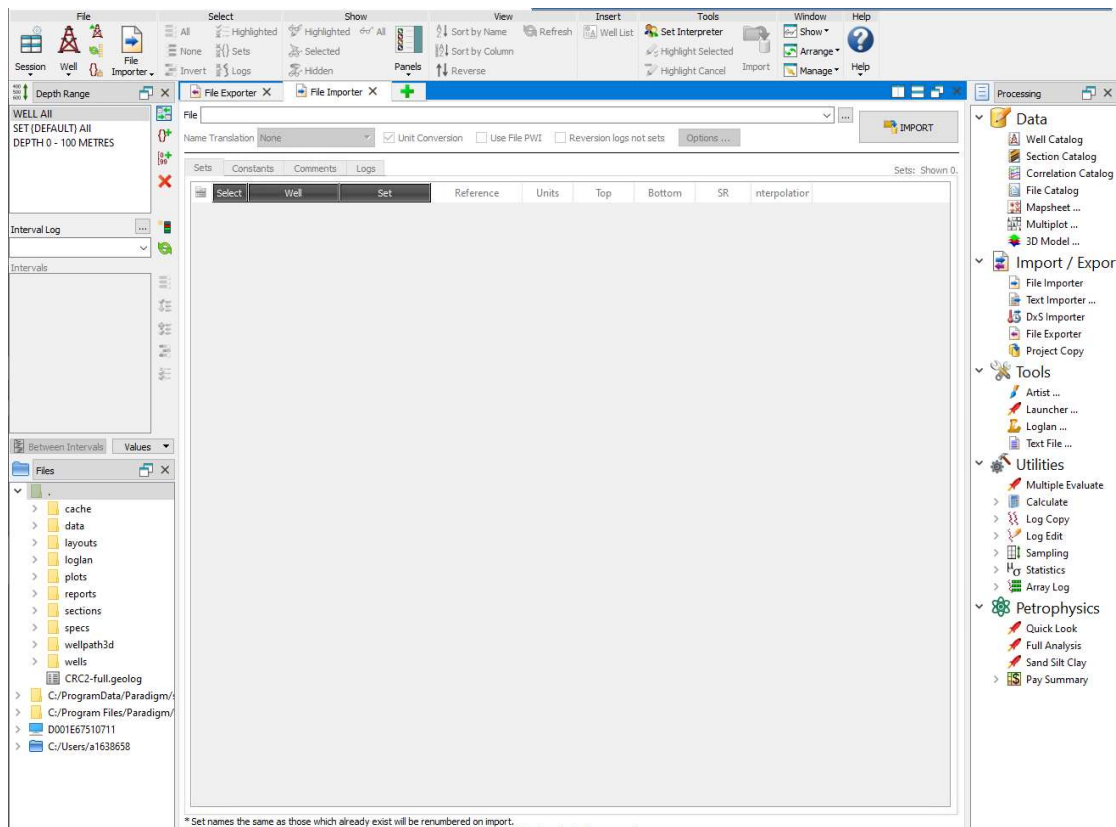 File Select Show View Insert Tools Window Help
All Highlighted Highlighted All Sort by Name Refresh Well List Set Interpreter Show
None Sets Selected Sort by Column Highlight Selected Arrange
Session Well File Importer Invert Logs Hidden Panels Reverse Highlight Cancel Import Manage Help
Depth Range
WELL All
SET (DEFAULT) All
DEPTH 0 - 100 METRES
Interval Log ...
Intervals
Between Intervals Values
Files
.
cache
data
layouts
loglan
plots
reports
sections
specs
wellpath3d
wells
CRC2-full.geolog
C:/ProgramData/Paradigm/
C:/Program Files/Paradigm/
D001E67510711
C:/Users/a1638658
File Exporter File Importer
File ...
IMPORT
Name Translation None Unit Conversion Use File PWI Reversion logs not sets Options ...
Sets Constants Comments Logs Sets: Shown 0.
Select Well Set Reference Units Top Bottom SR nterpolatior
* Set names the same as those which already exist will be renumbered on import.
Processing
Data
Well Catalog
Section Catalog
Correlation Catalog
File Catalog
Mapsheet ...
Multiplot ...
3D Model ...
Import / Expor
File Importer
Text Importer ...
DxS Importer
File Exporter
Project Copy
Tools
Artist ...
Launcher ...
Loglan ...
Text File ...
Utilities
Multiple Evaluate
Calculate
Log Copy
Log Edit
Sampling
Statistics
Array Log
Petrophysics
Quick Look
Full Analysis
Sand Silt Clay
Pay Summary